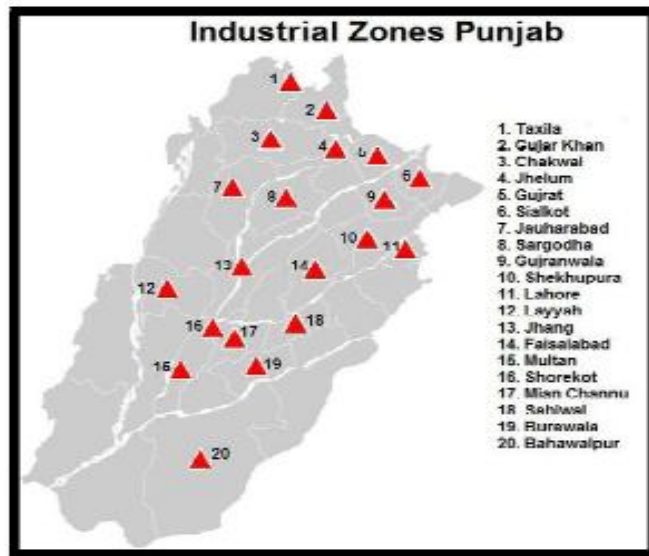 Industrial Zones Punjab
1
2
3
4
5
6
7
8
9
10
11
12
13
14
15
16
17
18
19
20
1. Taxila
2. Gujar Khan
3. Chakwal
4. Jhelum
5. Gujrat
6. Sialkot
7. Jauharabad
8. Sargodha
9. Gujranwala
10. Shekhupura
11. Lahore
12. Layyah
13. Jhang
14. Faisalabad
15. Multan
16. Shorekot
17. Mian Channu
18. Sahiwal
19. Burewala
20. Bahawalpur